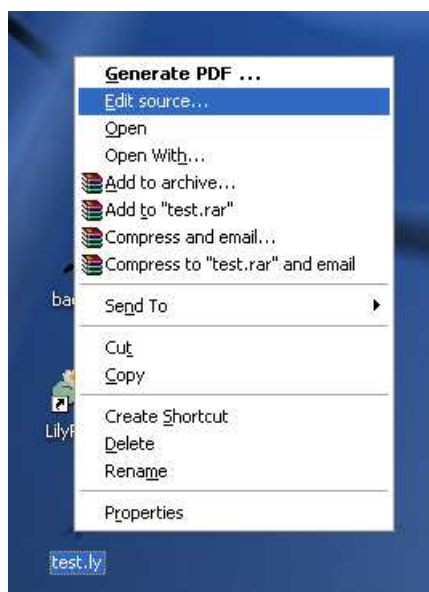 Generate PDF ...
Edit source...
Open
Open With...
Add to archive...
Add to "test.rar"
Compress and email...
Compress to "test.rar" and email
Send To
Cut
Copy
Create Shortcut
Delete
Rename
Properties
test.ly